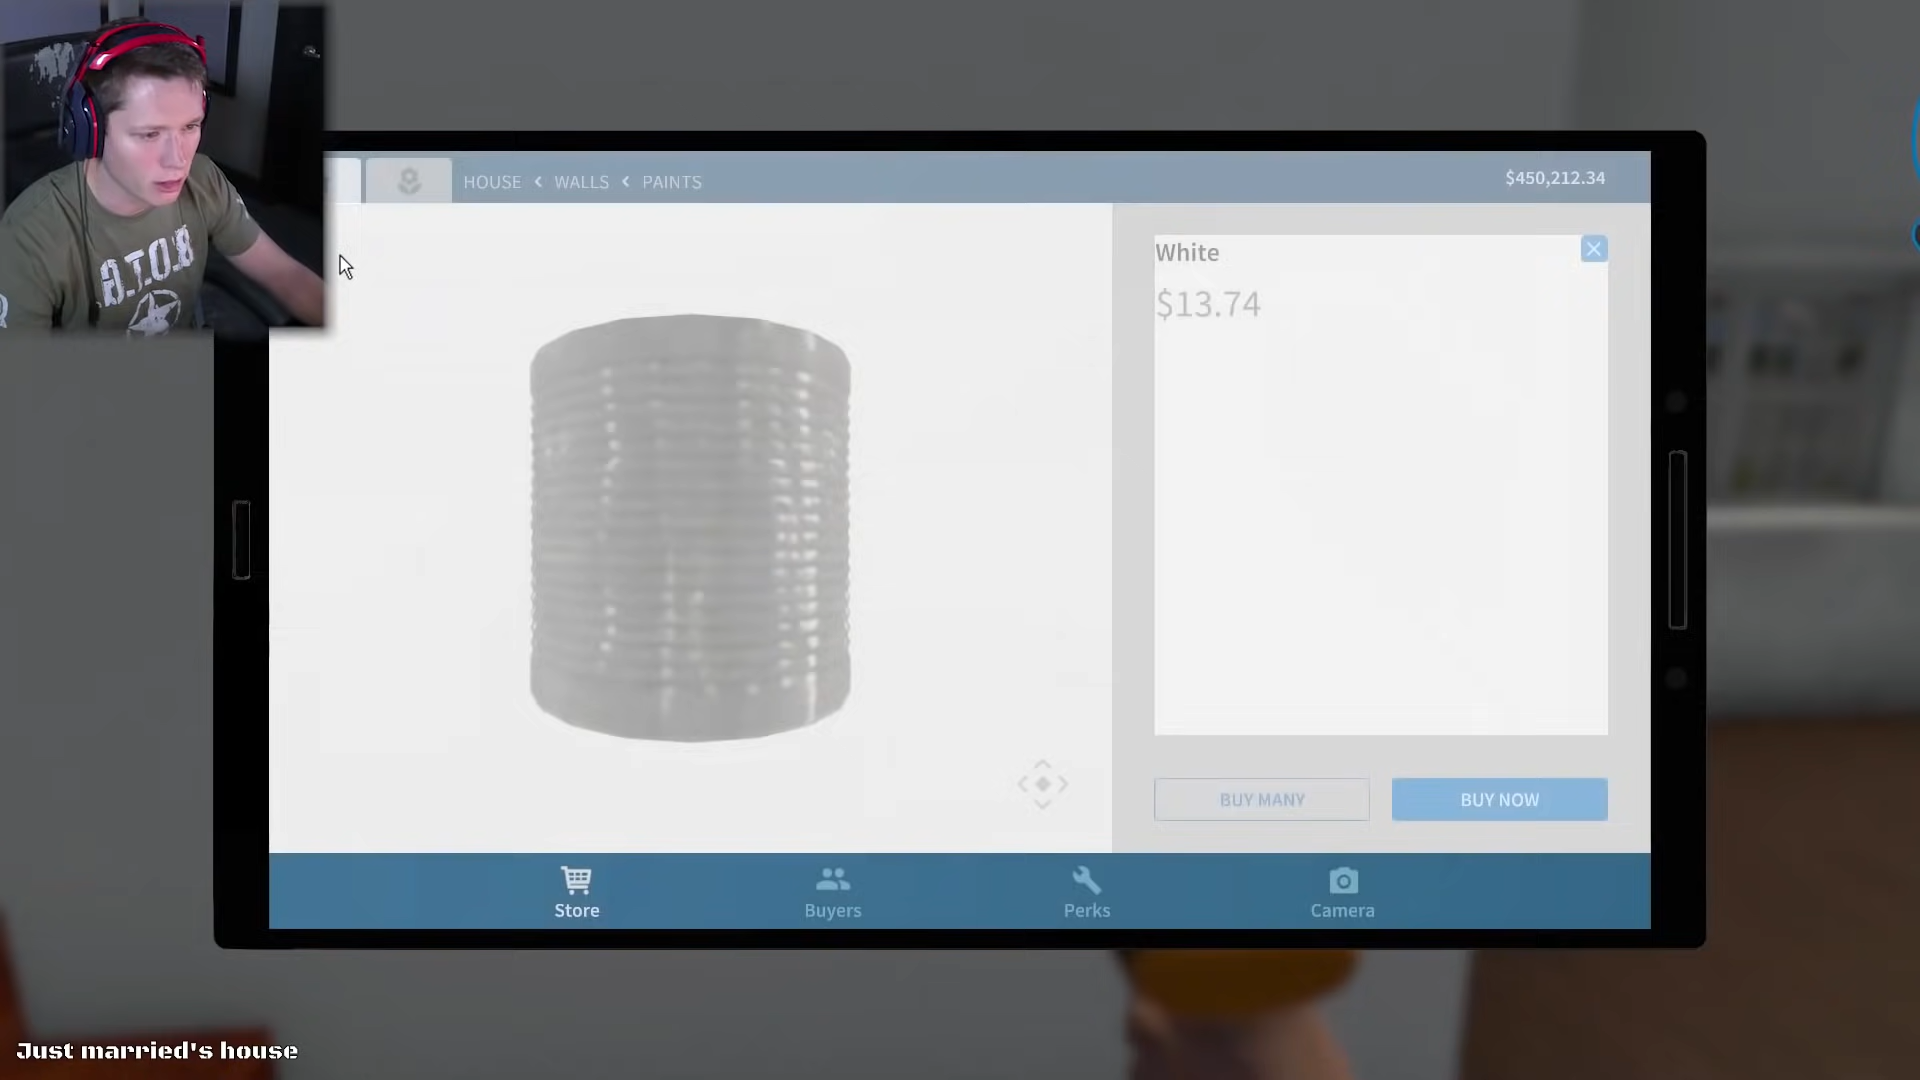 HOUSE < WALLS < PAINTS
$450,212.34
White
$13.74
BUY MANY
BUY NOW
Store
Buyers
Perks
Camera
Just married's house
D.T.O.B